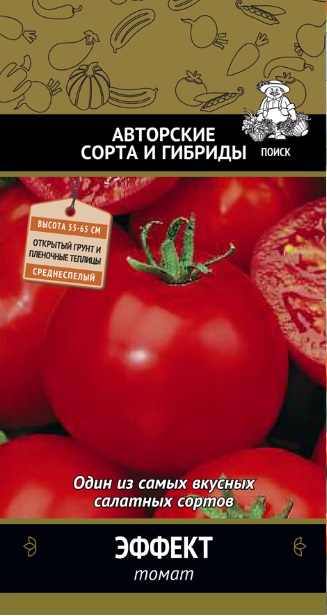 АВТОРСКИЕ
СОРТА И ГИБРИДЫ
ПОИСК
ВЫСОТА 55-65 СМ
ОТКРЫТЫЙ ГРУНТ И
ПЛЕНОЧНЫЕ ТЕПЛИЦЫ
СРЕДНЕСПЕЛЫЙ
Один из самых вкусных
салатных сортов
ЭФФЕКТ
томат